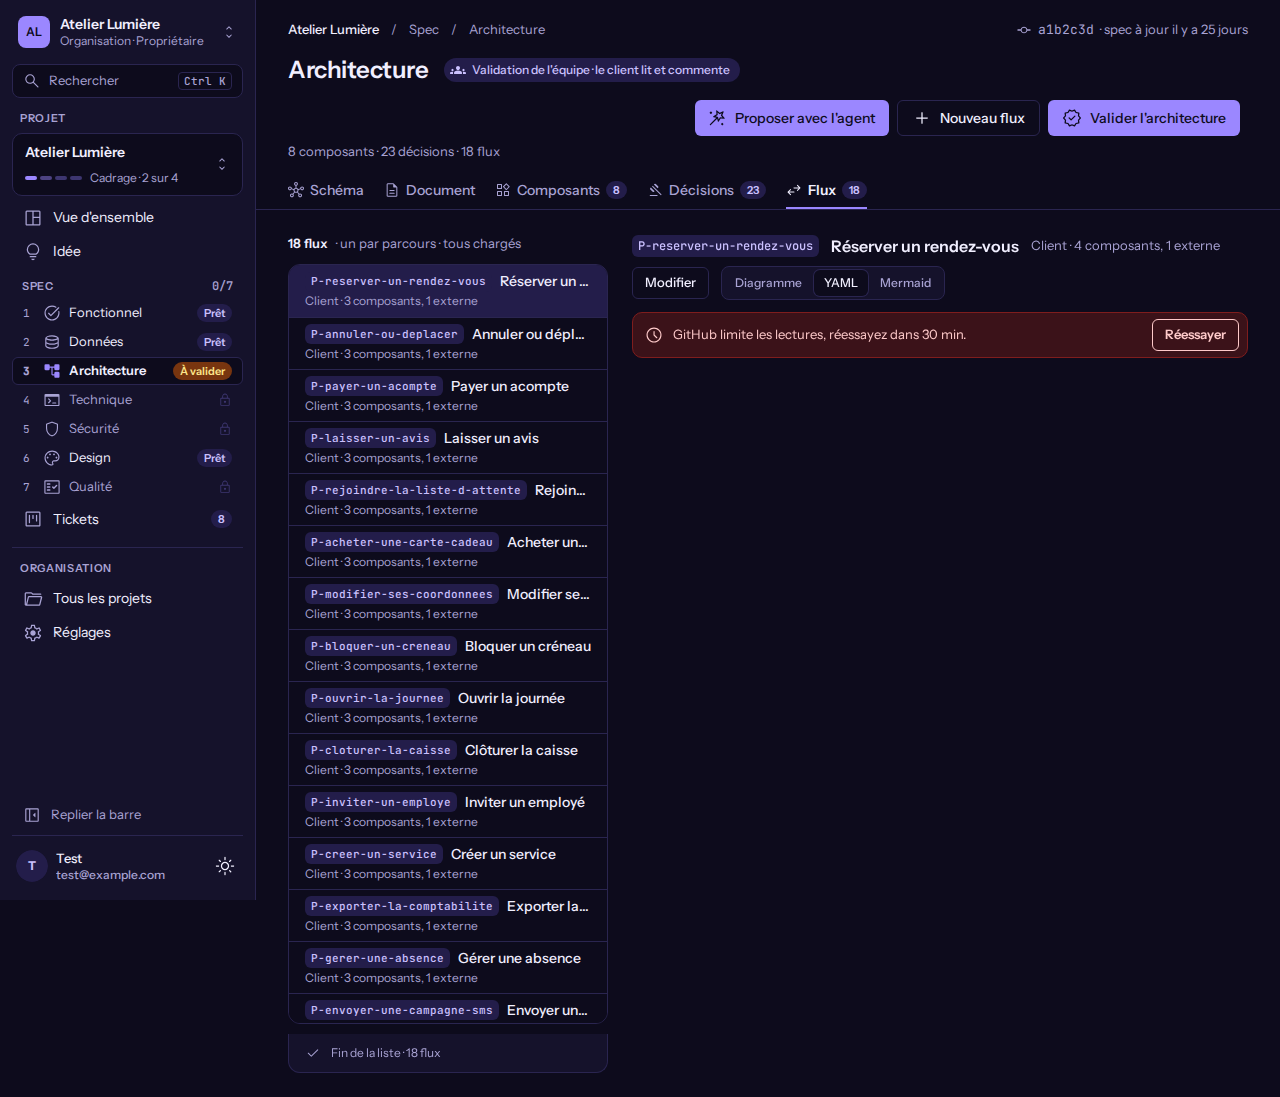 AL
Atelier Lumière
Organisation · Propriétaire
Rechercher
Ctrl K
PROJET
Atelier Lumière
Cadrage · 2 sur 4
Vue d'ensemble
Idée
SPEC 0/7
1 Fonctionnel Prêt
2 Données Prêt
3 Architecture À valider
4 Technique
5 Sécurité
6 Design Prêt
7 Qualité
Tickets 8
ORGANISATION
Tous les projets
Réglages
Replier la barre
T
Test
test@example.com
Atelier Lumière / Spec / Architecture
a1b2c3d · spec à jour il y a 25 jours
Architecture
Validation de l'équipe · le client lit et commente
Proposer avec l'agent
Nouveau flux
Valider l'architecture
8 composants · 23 décisions · 18 flux
Schéma
Document
Composants 8
Décisions 23
Flux 18
18 flux · un par parcours · tous chargés
P-reserver-un-rendez-vous Réserver un ...
Client · 3 composants, 1 externe
P-annuler-ou-deplacer Annuler ou dépl...
Client · 3 composants, 1 externe
P-payer-un-acompte Payer un acompte
Client · 3 composants, 1 externe
P-laisser-un-avis Laisser un avis
Client · 3 composants, 1 externe
P-rejoindre-la-liste-d-attente Rejoin...
Client · 3 composants, 1 externe
P-acheter-une-carte-cadeau Acheter un...
Client · 3 composants, 1 externe
P-modifier-ses-coordonnees Modifier se...
Client · 3 composants, 1 externe
P-bloquer-un-creneau Bloquer un créneau
Client · 3 composants, 1 externe
P-ouvrir-la-journee Ouvrir la journée
Client · 3 composants, 1 externe
P-cloturer-la-caisse Clôturer la caisse
Client · 3 composants, 1 externe
P-inviter-un-employe Inviter un employé
Client · 3 composants, 1 externe
P-creer-un-service Créer un service
Client · 3 composants, 1 externe
P-exporter-la-comptabilite Exporter la...
Client · 3 composants, 1 externe
P-gerer-une-absence Gérer une absence
Client · 3 composants, 1 externe
P-envoyer-une-campagne-sms Envoyer un...
Fin de la liste · 18 flux
P-reserver-un-rendez-vous Réserver un rendez-vous Client · 4 composants, 1 externe
Modifier
Diagramme
YAML
Mermaid
GitHub limite les lectures, réessayez dans 30 min.
Réessayer